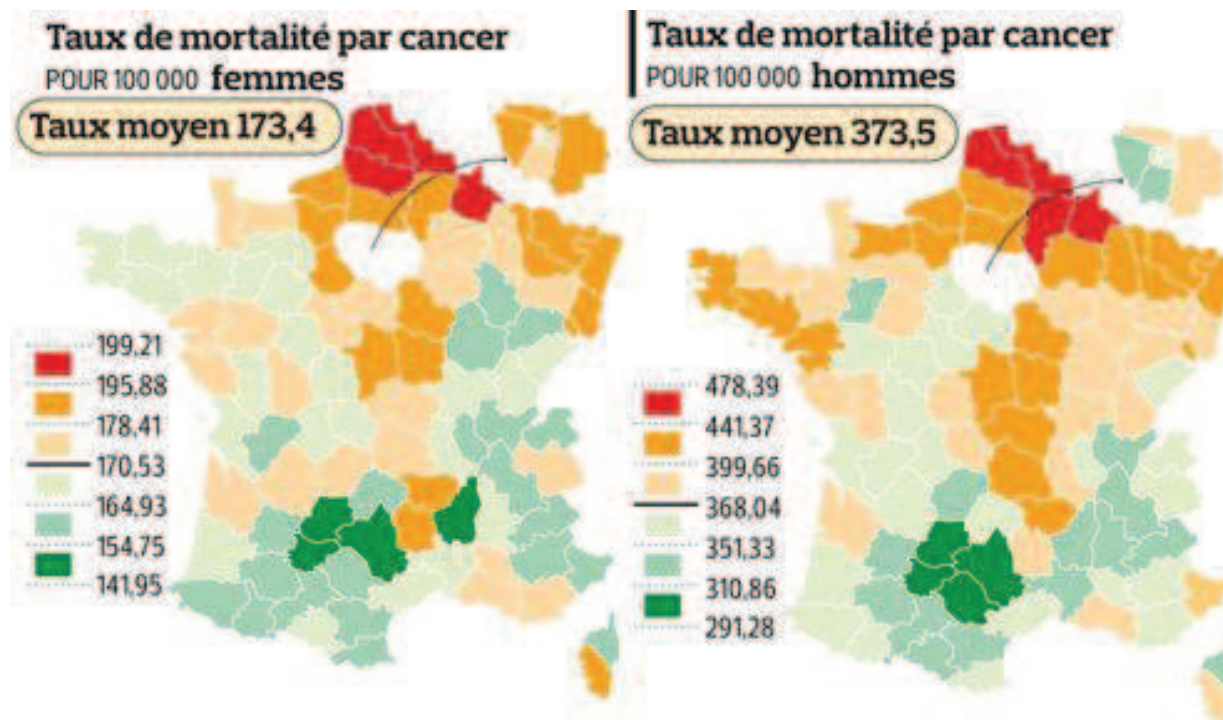 Taux de mortalité par cancer
POUR 100 000 femmes
Taux moyen 173,4
199,21
195,88
178,41
170.53
164,93
154,75
141,95
Taux de mortalité par cancer
POUR 100 000 hommes
Taux moyen 373,5
478,39
441,37
399,66
368,04
351,33
310,86
291,28